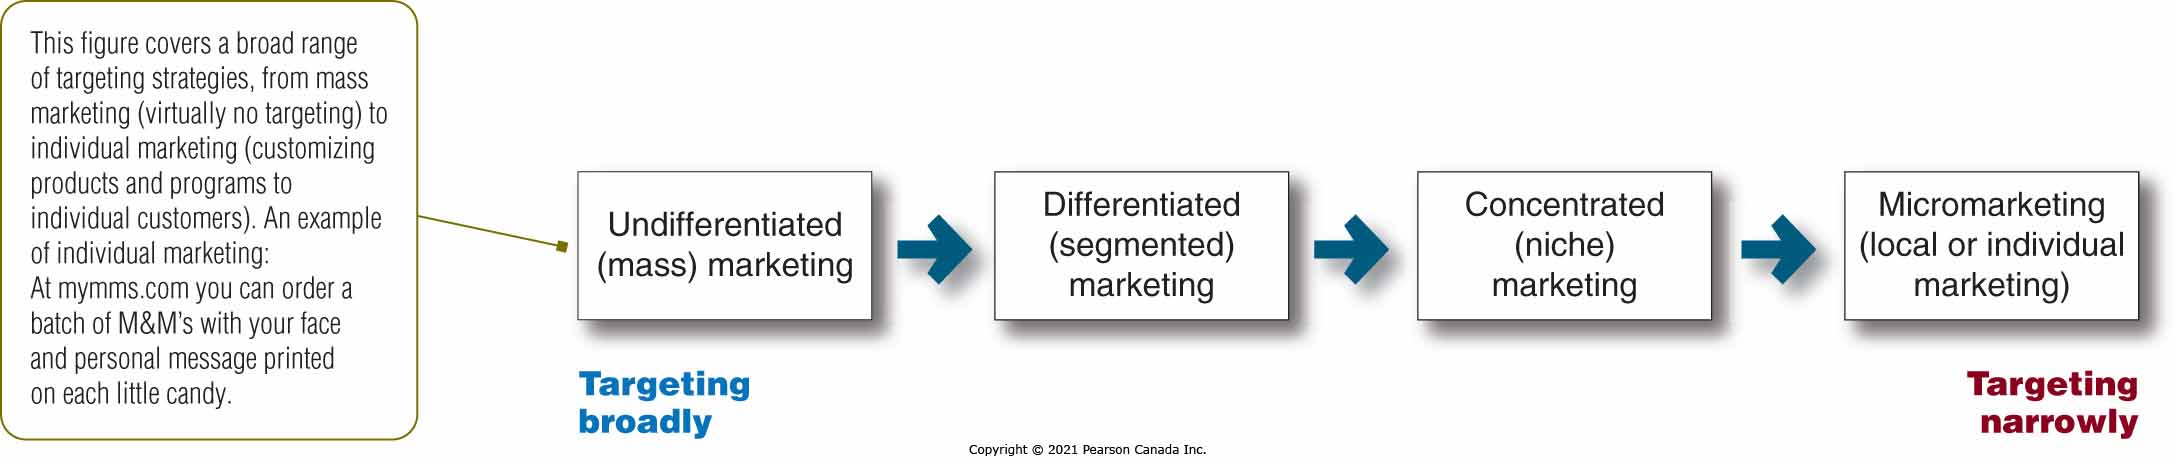 This figure covers a broad range
of targeting strategies, from mass
marketing (virtually no targeting) to
individual marketing (customizing
products and programs to
individual customers). An example
of individual marketing:
At mymms.com you can order a
batch of M&M's with your face
and personal message printed
on each little candy.
Undifferentiated
(mass) marketing
Differentiated
(segmented)
marketing
Concentrated
(niche)
marketing
Micromarketing
(local or individual
marketing)
Targeting
broadly
Targeting
narrowly
Copyright © 2021 Pearson Canada Inc.